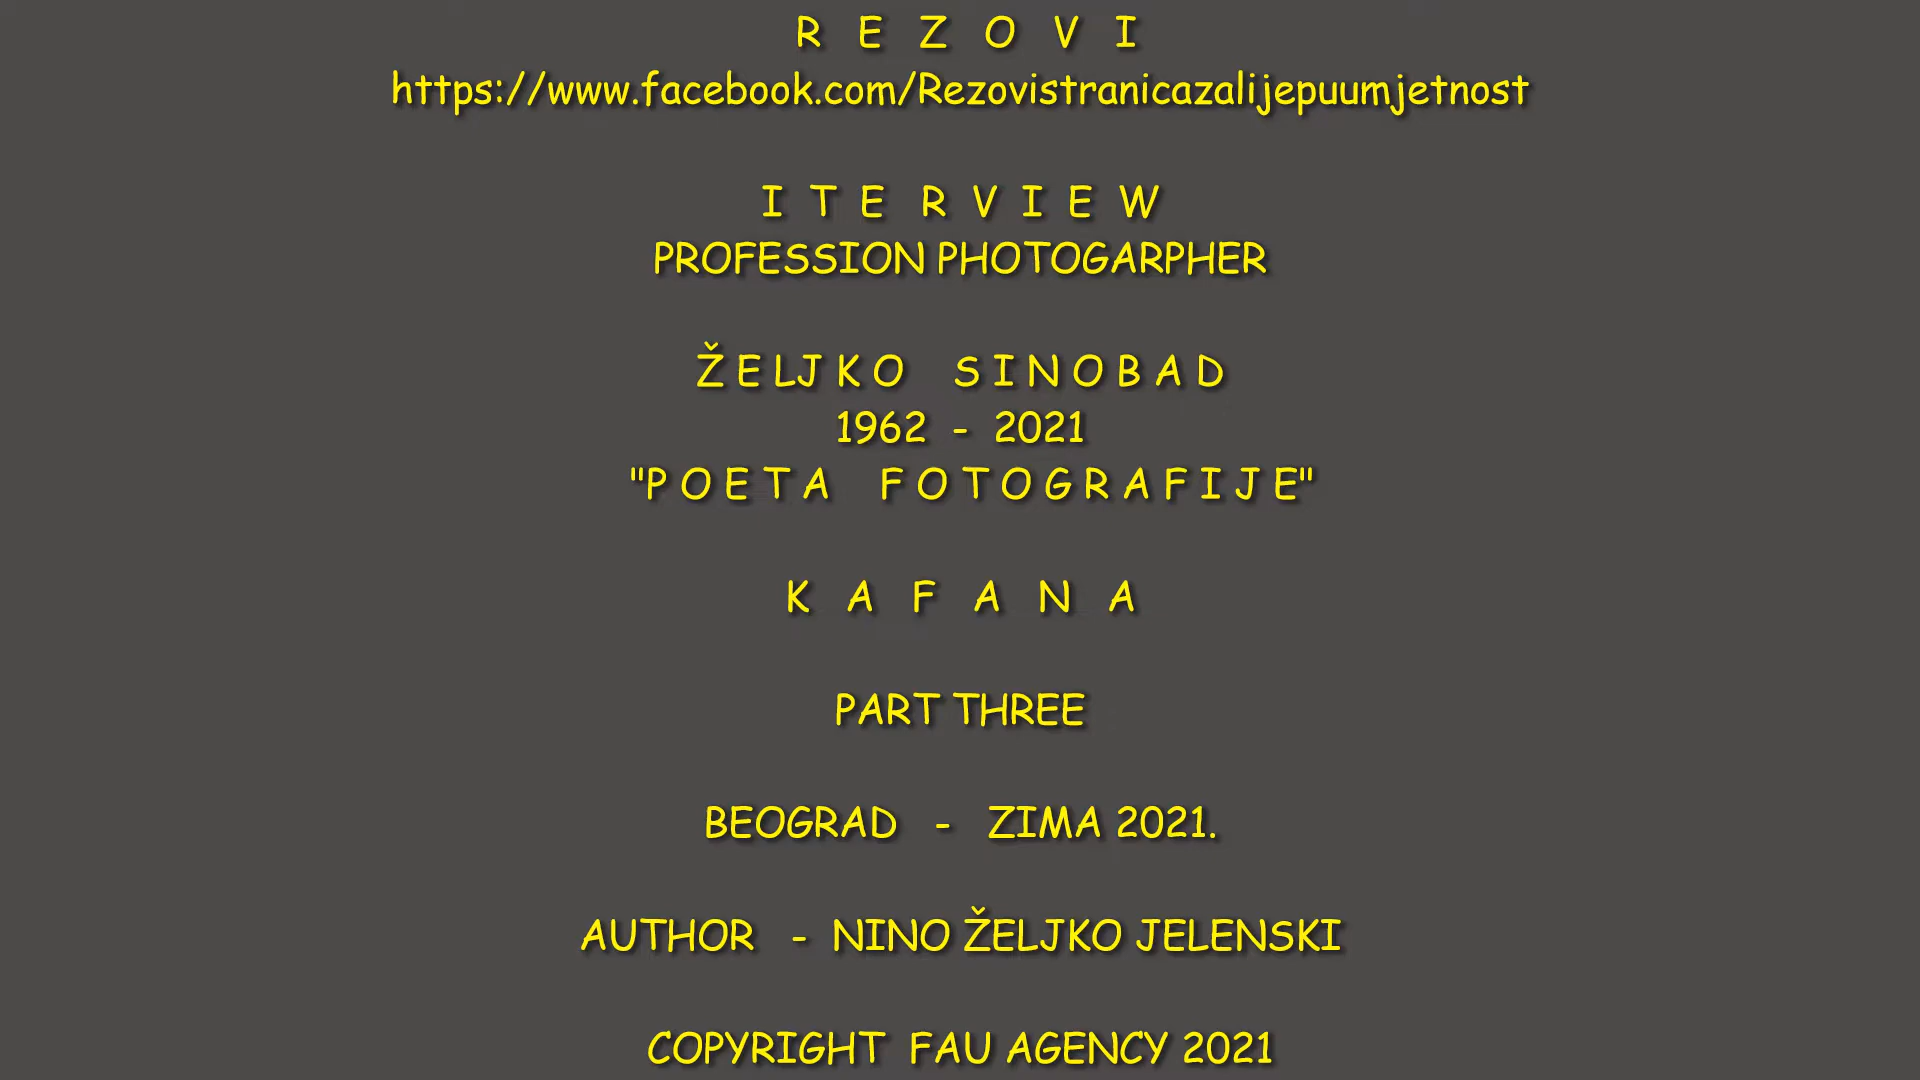 R E Z O V I
https://www.facebook.com/Rezovistranicazalijepuumjetnost
I T E R V I E W
PROFESSION PHOTOGARPHER
Ž E LJ K O S I N O B A D
1962 - 2021
"P O E T A F O T O G R A F I J E"
K A F A N A
PART THREE
BEOGRAD - ZIMA 2021.
AUTHOR - NINO ŽELJKO JELENSKI
COPYRIGHT FAU AGENCY 2021